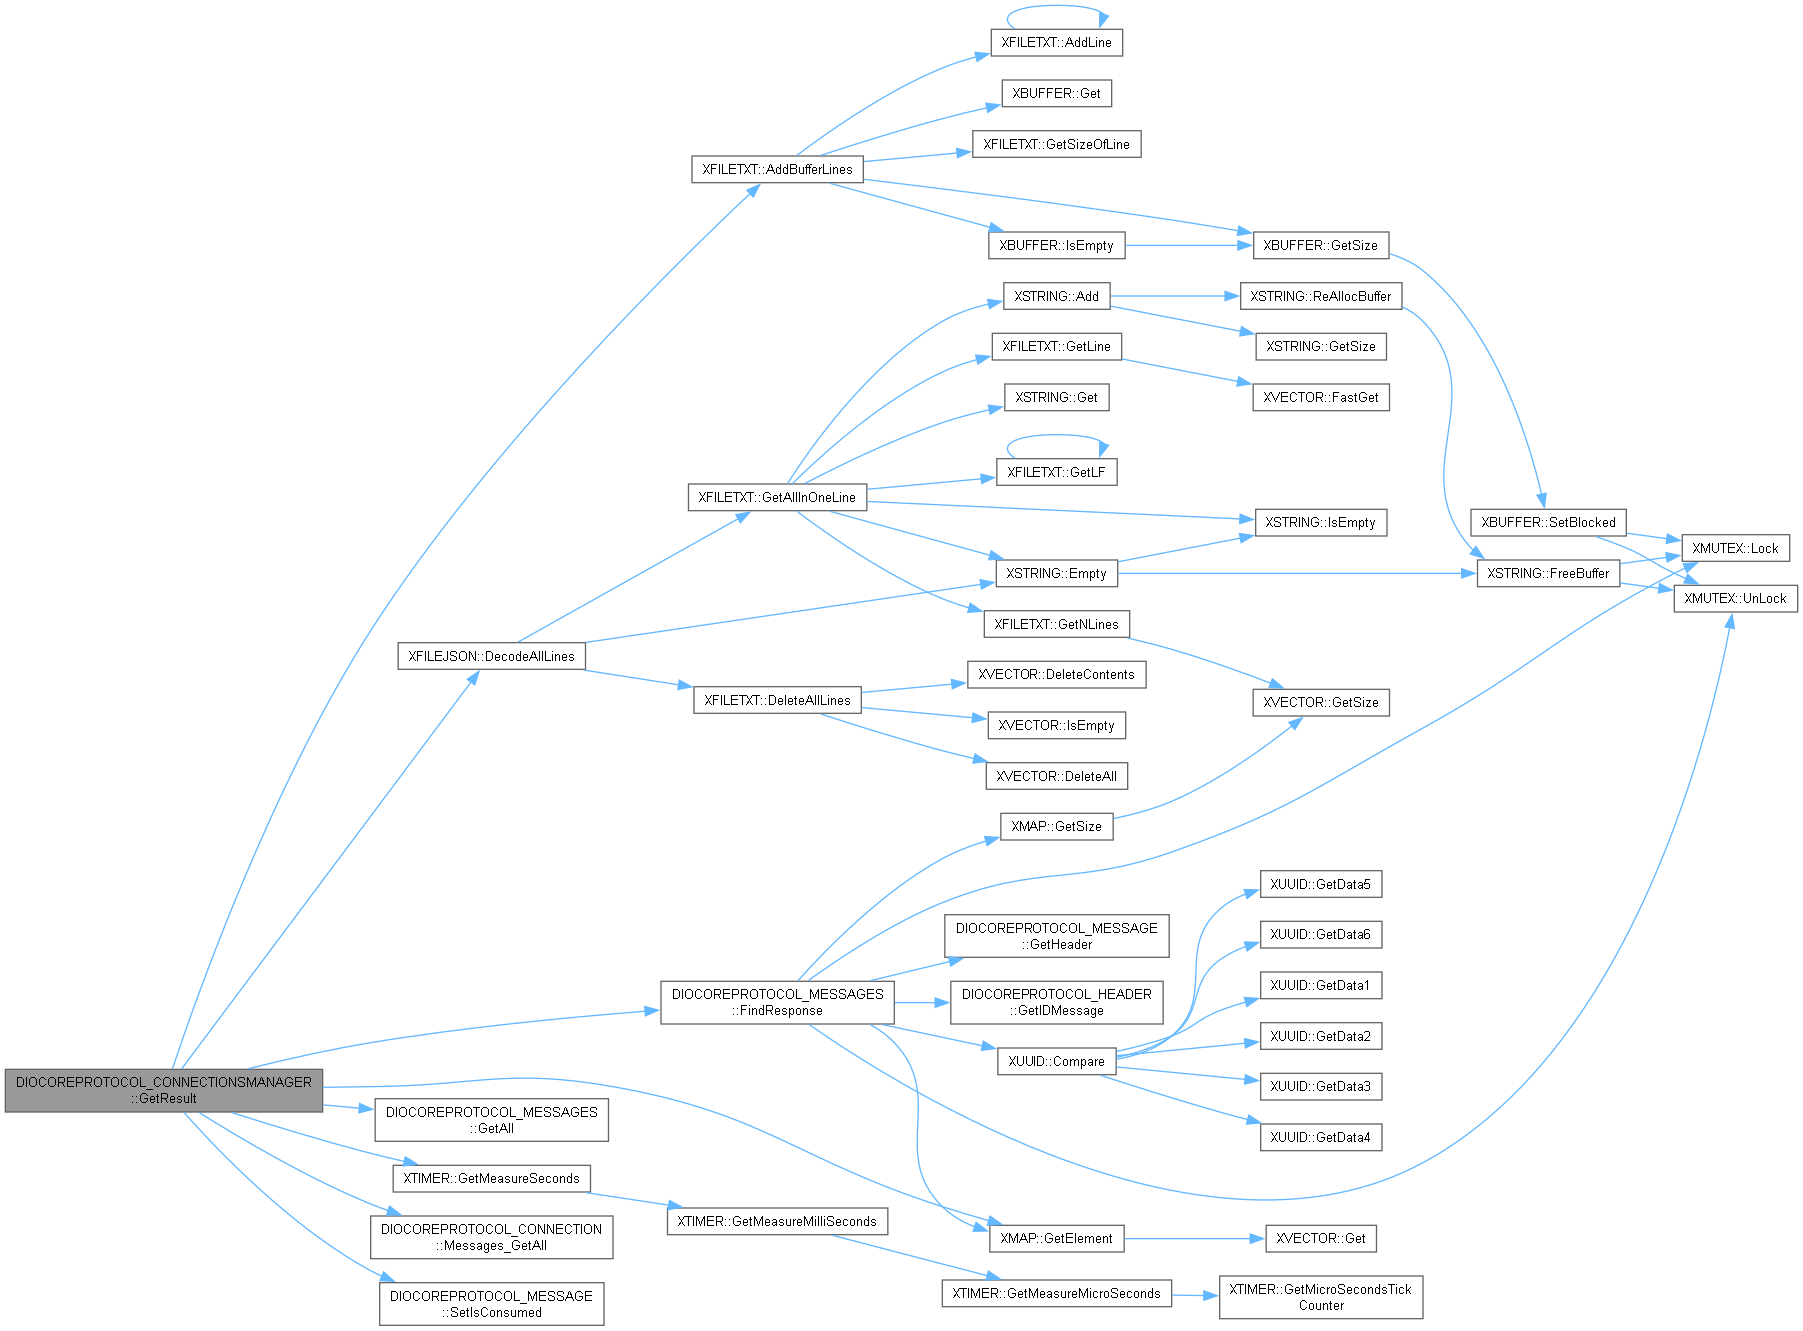 XFILETXT::AddLine
XBUFFER::Get
XFILETXT::GetSizeOfLine
XFILETXT::AddBufferLines
XBUFFER::IsEmpty
XBUFFER::GetSize
XSTRING::Add
XSTRING::ReAllocBuffer
XFILETXT::GetLine
XSTRING::GetSize
XSTRING::Get
XVECTOR::FastGet
XFILETXT::GetLF
XFILETXT::GetAllInOneLine
XSTRING::IsEmpty
XBUFFER::SetBlocked
XMUTEX::Lock
XSTRING::Empty
XSTRING::FreeBuffer
XMUTEX::UnLock
XFILETXT::GetNLines
XFILEJSON::DecodeAllLines
XVECTOR::DeleteContents
XFILETXT::DeleteAllLines
XVECTOR::GetSize
XVECTOR::IsEmpty
XVECTOR::DeleteAll
XMAP::GetSize
XUUID::GetData5
DIOCOREPROTOCOL_MESSAGE
::GetHeader
XUUID::GetData6
DIOCOREPROTOCOL_MESSAGES
::FindResponse
DIOCOREPROTOCOL_HEADER
::GetIDMessage
XUUID::GetData1
XUUID::GetData2
XUUID::Compare
XUUID::GetData3
DIOCOREPROTOCOL_CONNECTIONSMANAGER
::GetResult
DIOCOREPROTOCOL_MESSAGES
::GetAll
XUUID::GetData4
XTIMER::GetMeasureSeconds
XTIMER::GetMeasureMilliSeconds
DIOCOREPROTOCOL_CONNECTION
::Messages_GetAll
XMAP::GetElement
XVECTOR::Get
XTIMER::GetMeasureMicroSeconds
XTIMER::GetMicroSecondsTick
Counter
DIOCOREPROTOCOL_MESSAGE
::SetIsConsumed